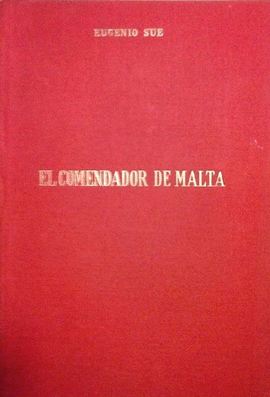 EUGENIO SUE
EL COMENDADOR DE MALTA